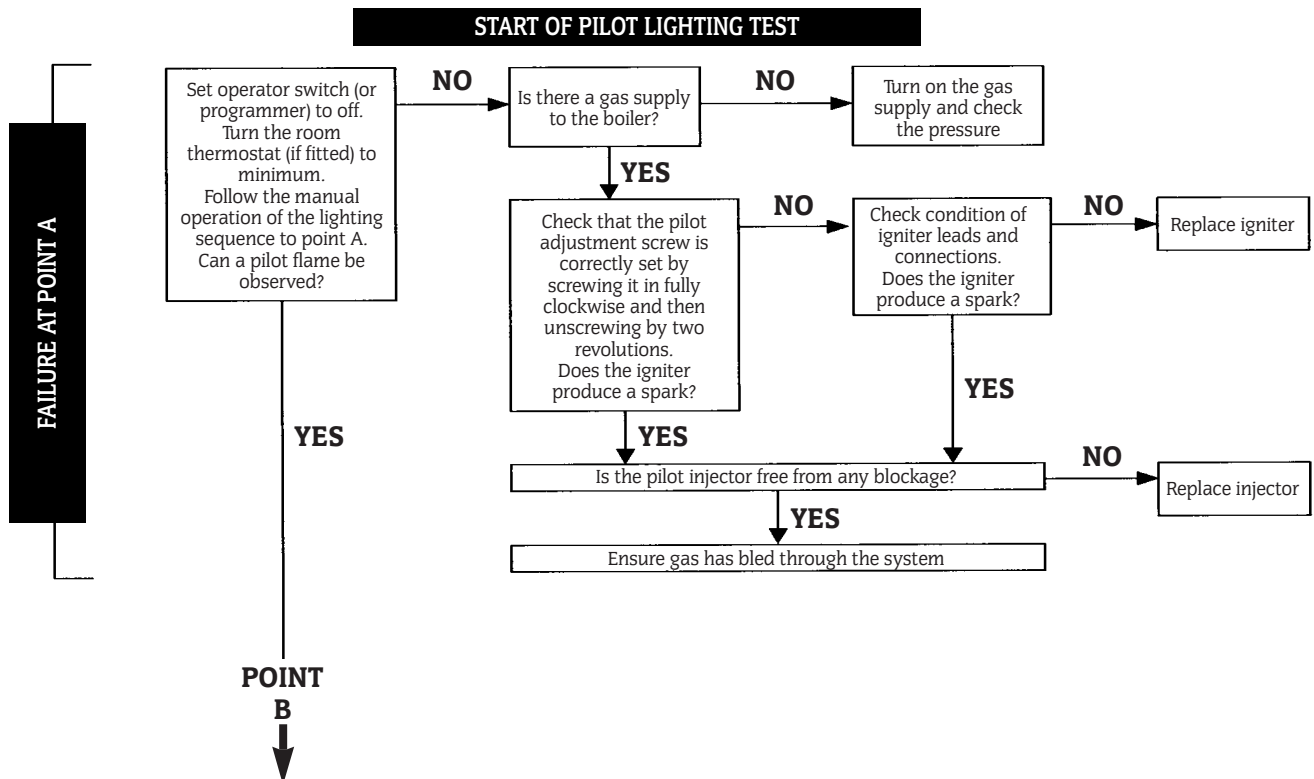 START OF PILOT LIGHTING TEST
FAILURE AT POINT A
Set operator switch (or
programmer) to off.
Turn the room
thermostat (if fitted) to
minimum.
Follow the manual
operation of the lighting
sequence to point A.
Can a pilot flame be
observed?
NO
Is there a gas supply
to the boiler?
NO
Turn on the gas
supply and check
the pressure
YES
Check that the pilot
adjustment screw is
correctly set by
screwing it in fully
clockwise and then
unscrewing by two
revolutions.
Does the igniter
produce a spark?
NO
Check condition of
igniter leads and
connections.
Does the igniter
produce a spark?
NO
Replace igniter
YES
YES
YES
Is the pilot injector free from any blockage?
NO
Replace injector
YES
Ensure gas has bled through the system
POINT
B